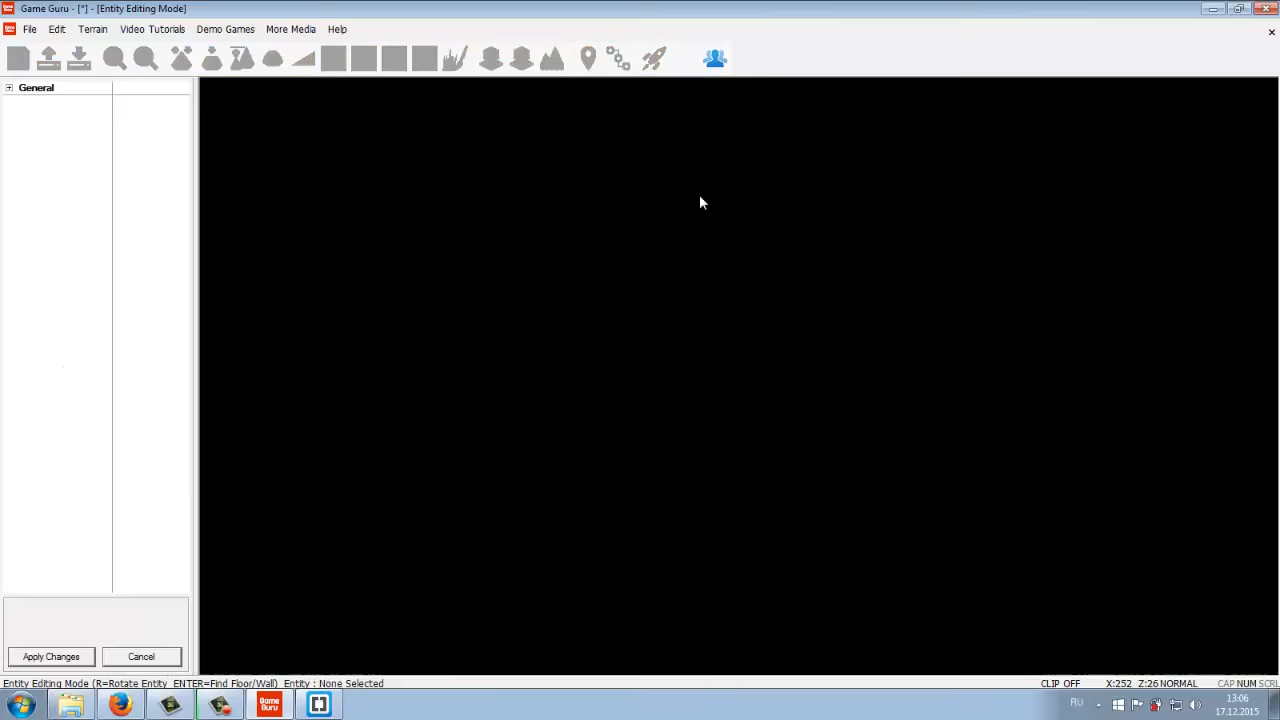 Game Guru - [*] - [Entity Editing Mode]
File Edit Terrain Video Tutorials Demo Games More Media Help
General
Apply Changes Cancel
Entity Editing Mode (R=Rotate Entity ENTER=Find Floor/Wall) Entity : None Selected CLIP OFF X:252 Z:26 NORMAL CAP NUM SCRL
Game Guru RU 13:06
17.12.2015